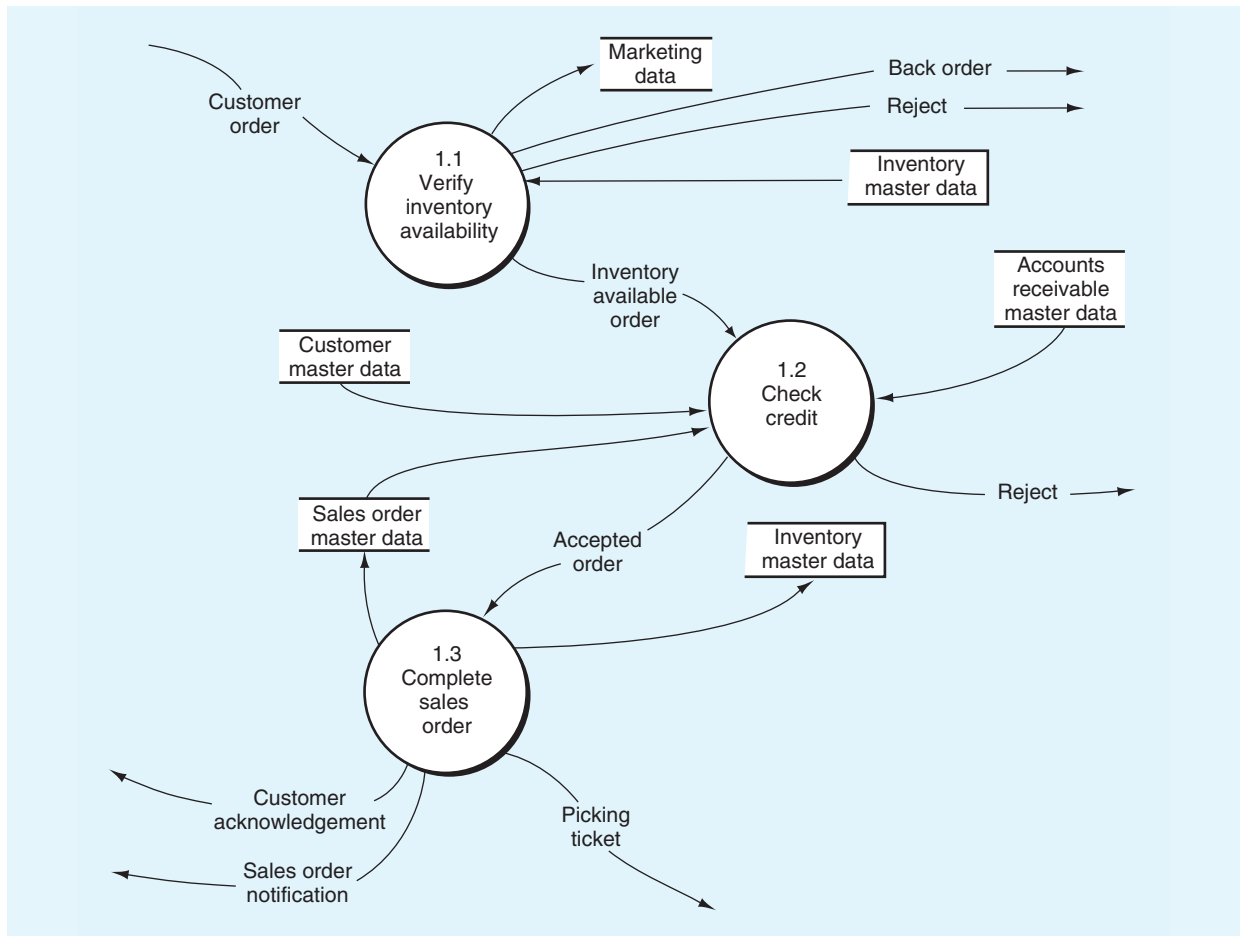 Marketing
data
Back order
Reject
Customer
order
1.1
Verify
inventory
availability
Inventory
master data
Inventory
available
order
Accounts
receivable
master data
Customer
master data
1.2
Check
credit
Reject
Sales order
master data
Accepted
order
Inventory
master data
1.3
Complete
sales
order
Customer
acknowledgement
Picking
ticket
Sales order
notification